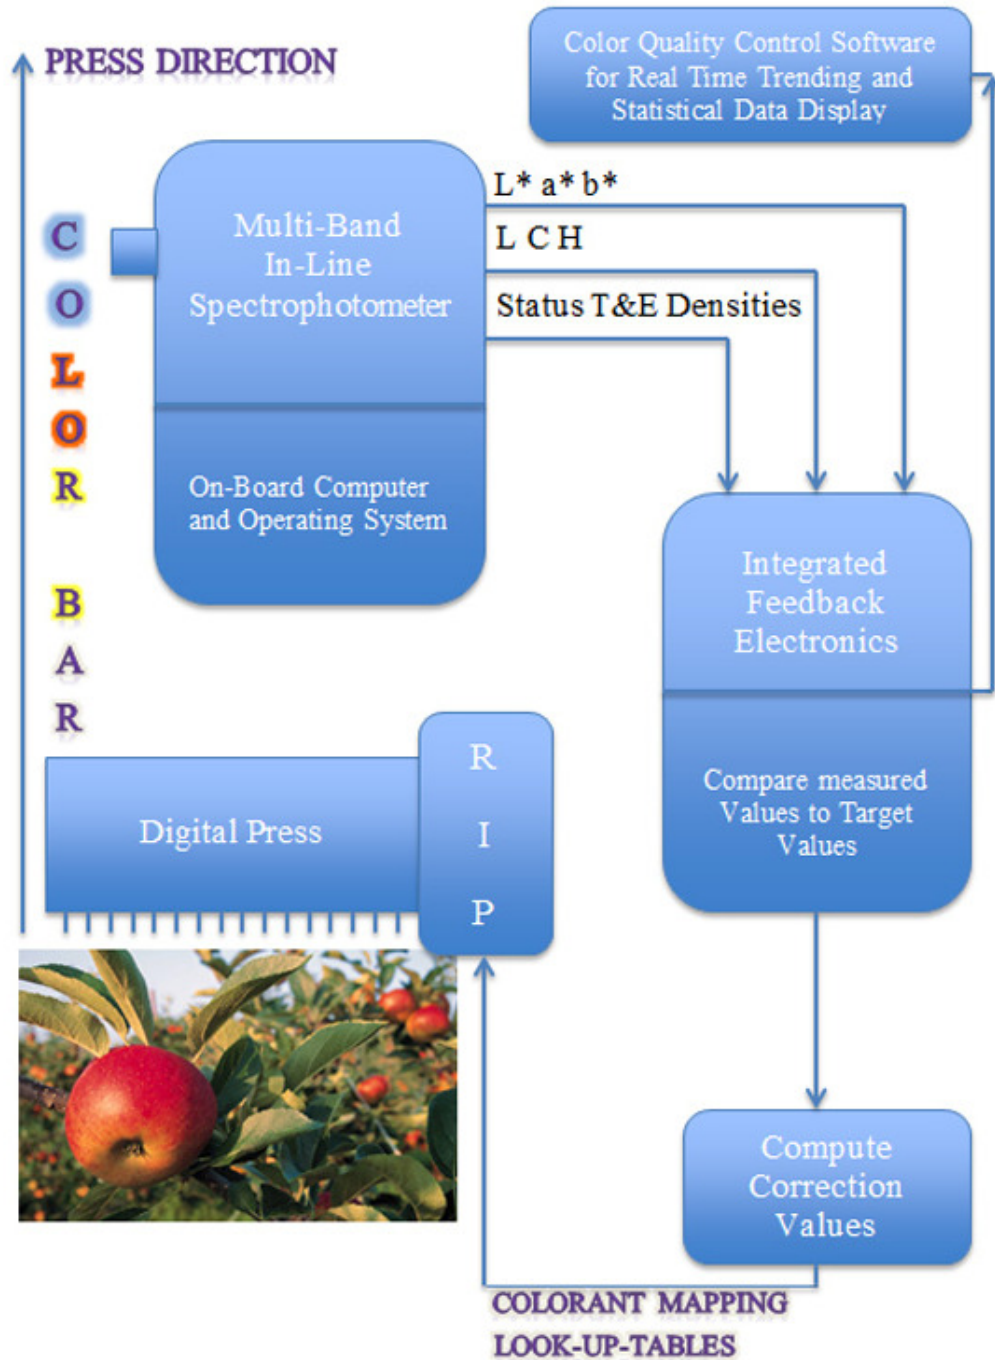 PRESS DIRECTION
Color Quality Control Software
for Real Time Trending and
Statistical Data Display
C
O
L
O
R
B
A
R
Multi-Band
In-Line
Spectrophotometer
On-Board Computer
and Operating System
L* a* b*
L C H
Status T&E Densities
Integrated
Feedback
Electronics
Compare measured
Values to Target
Values
Digital Press
R
I
P
Compute
Correction
Values
COLORANT MAPPING
LOOK-UP-TABLES